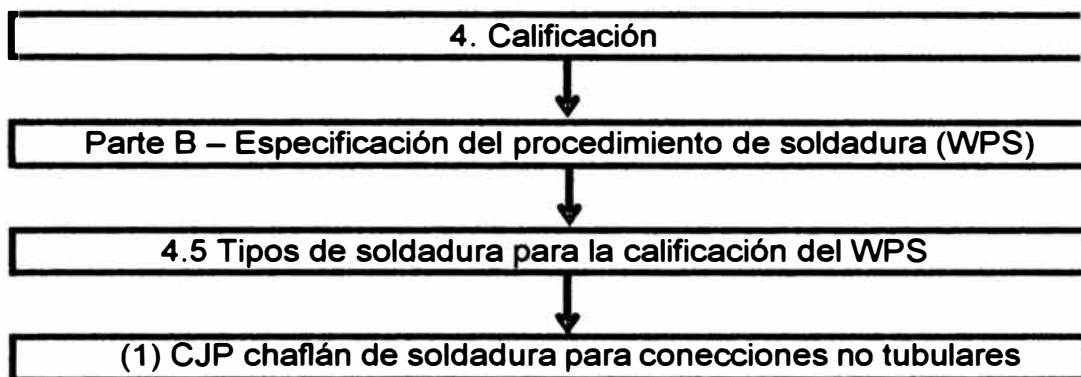 4. Calificación
Parte B – Especificación del procedimiento de soldadura (WPS)
4.5 Tipos de soldadura para la calificación del WPS
(1) CJP chaflán de soldadura para conecciones no tubulares